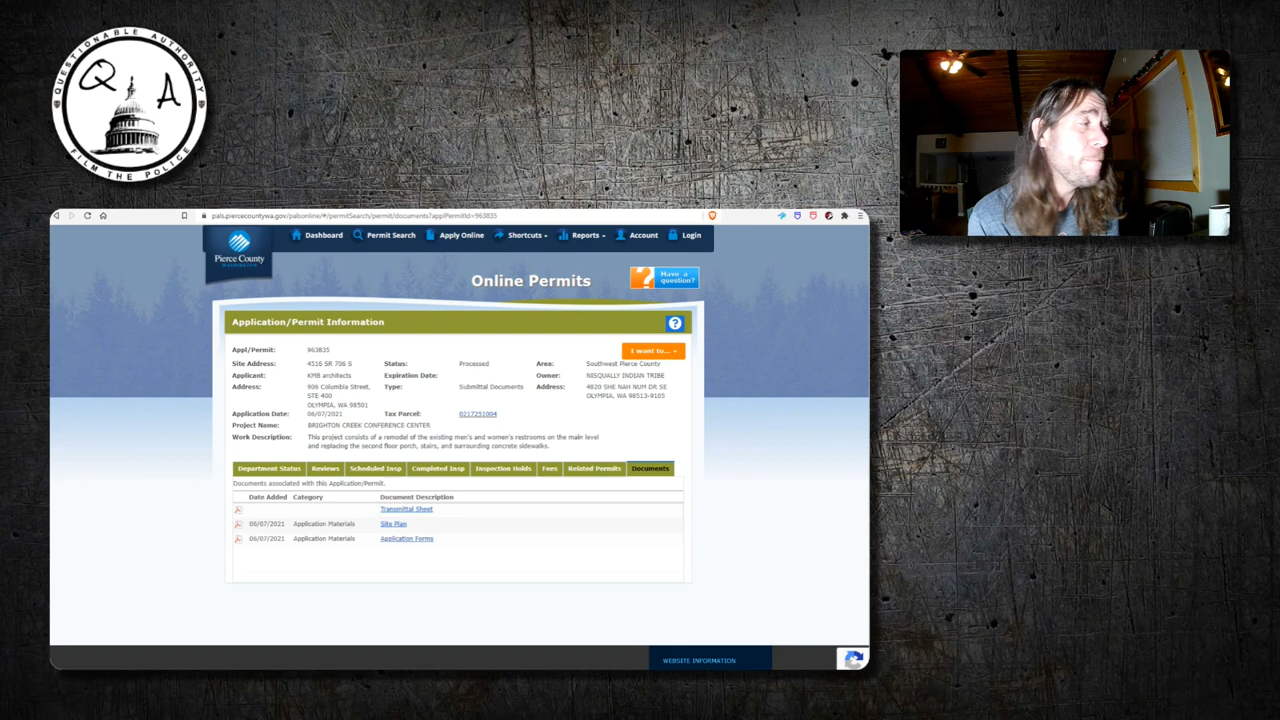 QUESTIONABLE AUTHORITY
Q A
FILM THE POLICE
pals.piercecountywa.gov/palsonline/#/permitSearch/permit/documents?applPermitId=963835
Pierce County
WASHINGTON
Dashboard Permit Search Apply Online Shortcuts Reports Account Login
Online Permits
Have a
question?
Application/Permit Information
?
I want to...
Appl/Permit: 963835
Site Address: 4516 SR 706 S Status: Processed Area: Southwest Pierce County
Applicant: KMB architects Expiration Date: Owner: NISQUALLY INDIAN TRIBE
Address: 906 Columbia Street, Type: Submittal Documents Address: 4820 SHE NAH NUM DR SE
STE 400 OLYMPIA, WA 98513-9105
OLYMPIA, WA 98501
Application Date: 06/07/2021 Tax Parcel: 0217251004
Project Name: BRIGHTON CREEK CONFERENCE CENTER
Work Description: This project consists of a remodel of the existing men's and women's restrooms on the main level
and replacing the second floor porch, stairs, and surrounding concrete sidewalks.
Department Status Reviews Scheduled Insp Completed Insp Inspection Holds Fees Related Permits Documents
Documents associated with this Application/Permit.
Date Added Category Document Description
Transmittal Sheet
06/07/2021 Application Materials Site Plan
06/07/2021 Application Materials Application Forms
WEBSITE INFORMATION